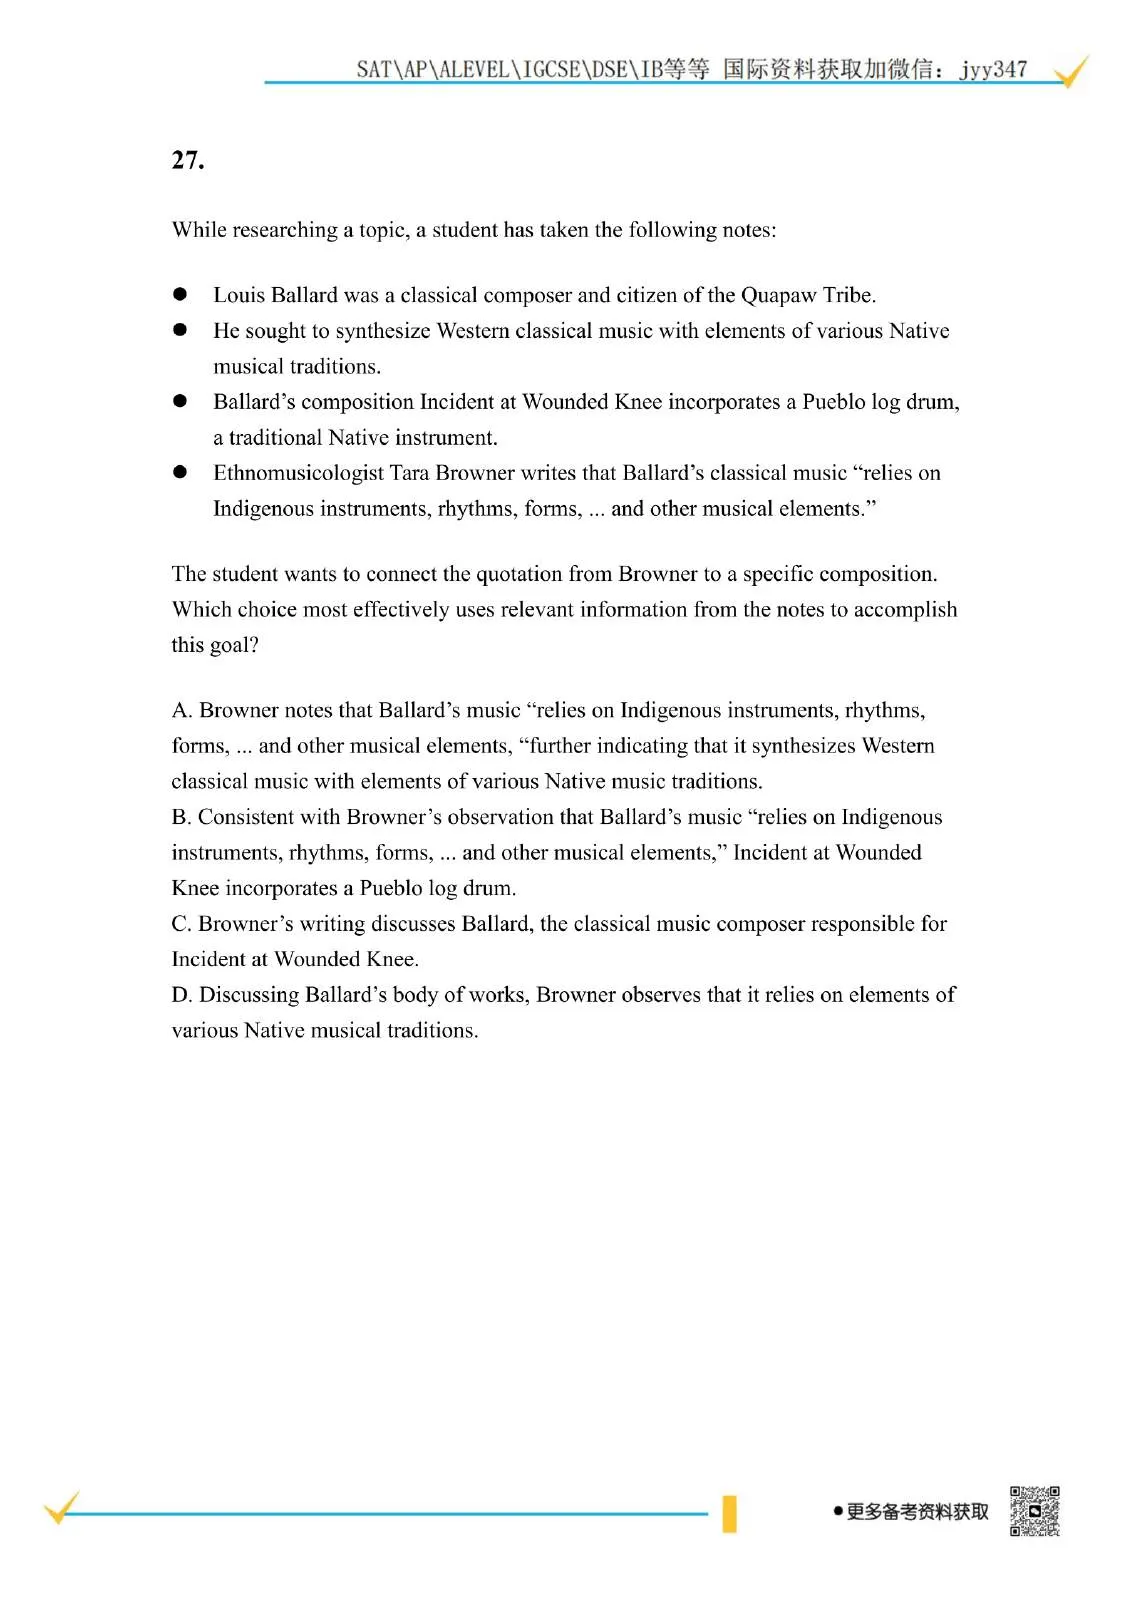 SAT\AP\ALEVEL\IGCSE\DSE\IB等等 国际资料获取加微信：jyy347
27.
While researching a topic, a student has taken the following notes:
● Louis Ballard was a classical composer and citizen of the Quapaw Tribe.
● He sought to synthesize Western classical music with elements of various Native
musical traditions.
● Ballard’s composition Incident at Wounded Knee incorporates a Pueblo log drum,
a traditional Native instrument.
● Ethnomusicologist Tara Browner writes that Ballard’s classical music “relies on
Indigenous instruments, rhythms, forms, ... and other musical elements.”
The student wants to connect the quotation from Browner to a specific composition.
Which choice most effectively uses relevant information from the notes to accomplish
this goal?
A. Browner notes that Ballard’s music “relies on Indigenous instruments, rhythms,
forms, ... and other musical elements, “further indicating that it synthesizes Western
classical music with elements of various Native music traditions.
B. Consistent with Browner’s observation that Ballard’s music “relies on Indigenous
instruments, rhythms, forms, ... and other musical elements,” Incident at Wounded
Knee incorporates a Pueblo log drum.
C. Browner’s writing discusses Ballard, the classical music composer responsible for
Incident at Wounded Knee.
D. Discussing Ballard’s body of works, Browner observes that it relies on elements of
various Native musical traditions.
●更多备考资料获取